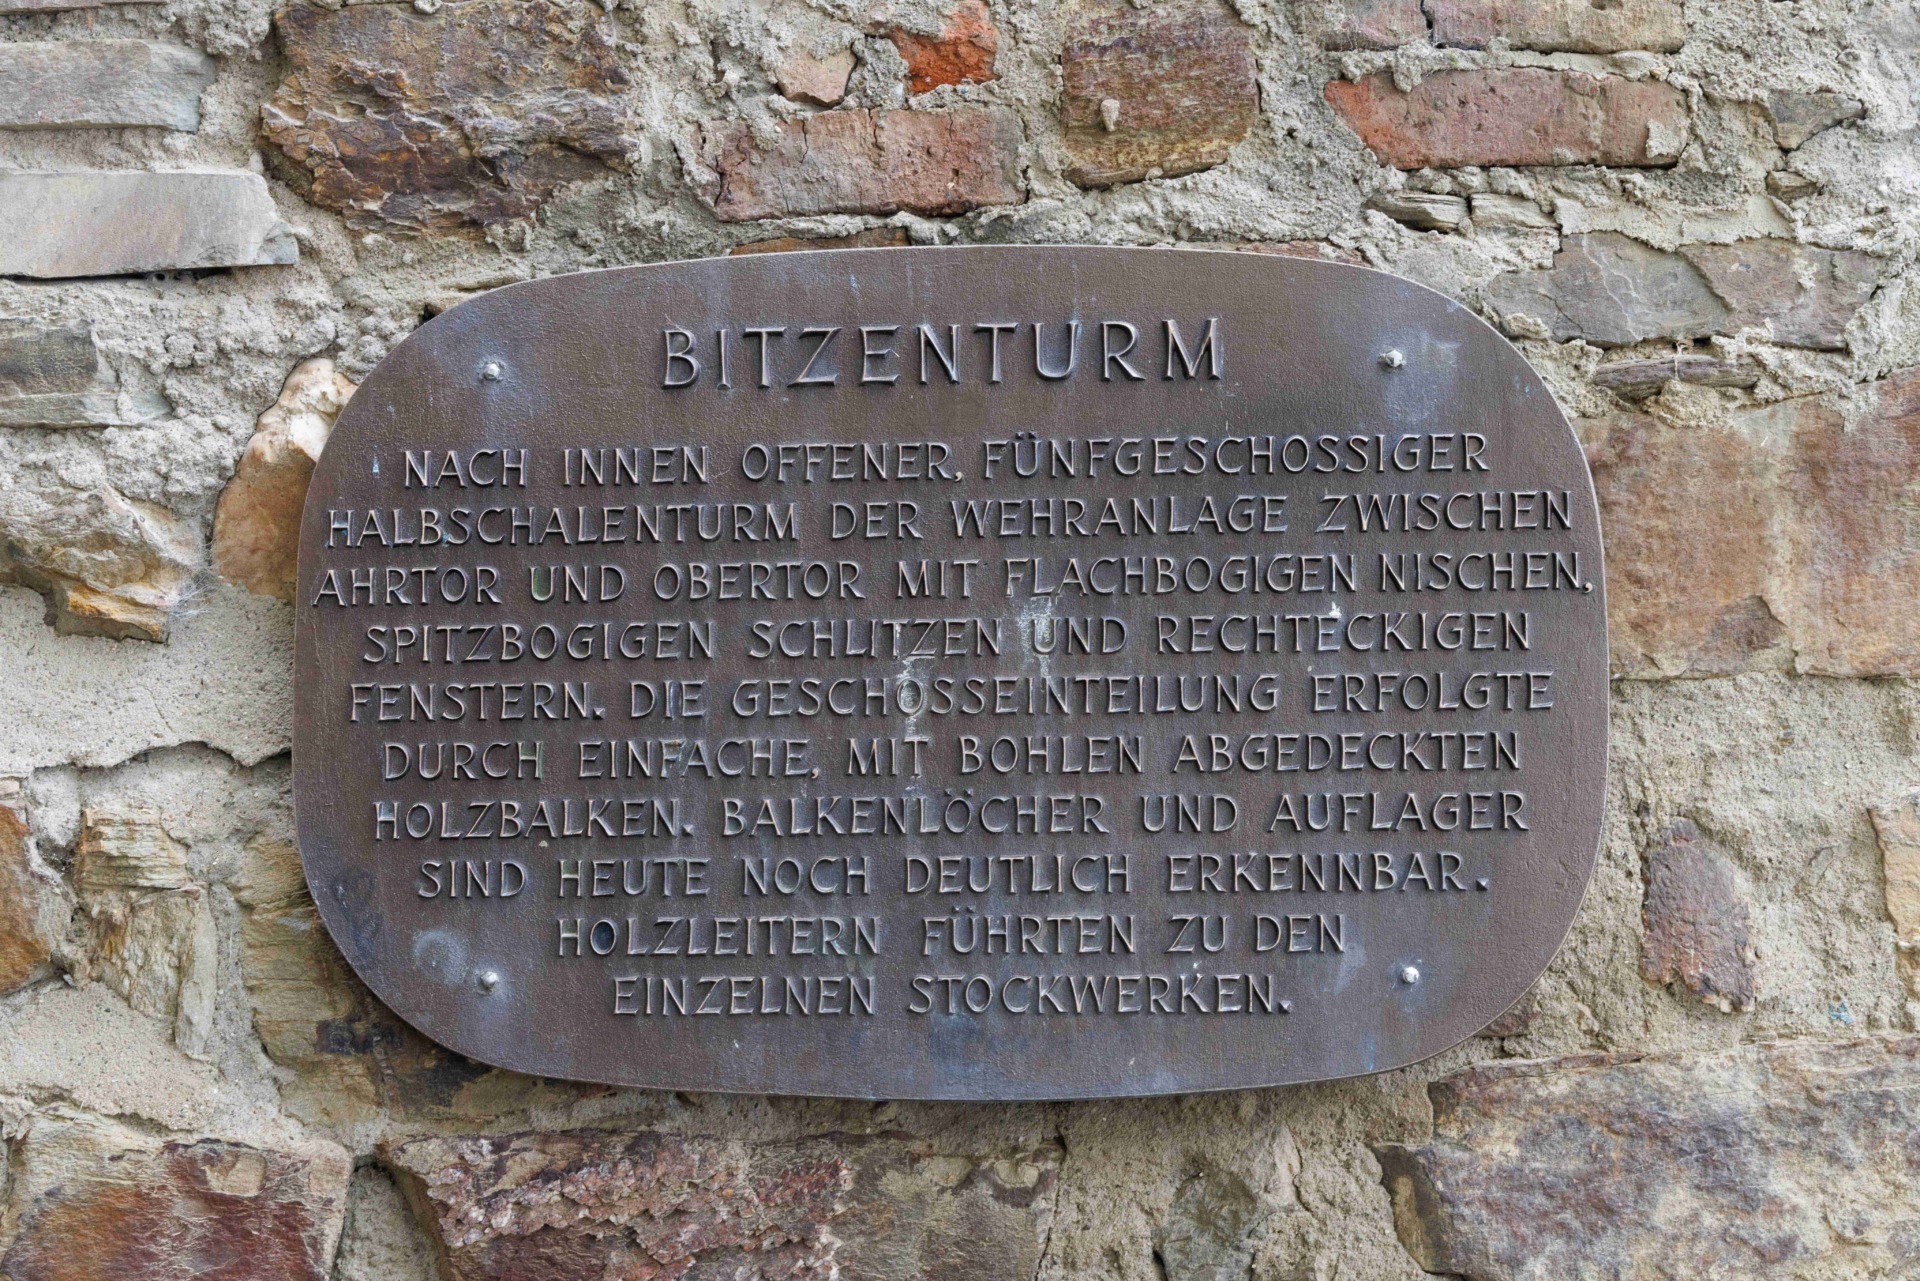 BITZENTURM
NACH INNEN OFFENER, FÜNFGESCHOSSIGER
HALBSCHALENTURM DER WEHRANLAGE ZWISCHEN
AHRTOR UND OBERTOR MIT FLACHBOGIGEN NISCHEN,
SPITZBOGIGEN SCHLITZEN UND RECHTECKIGEN
FENSTERN. DIE GESCHOSSEINTEILUNG ERFOLGTE
DURCH EINFACHE, MIT BOHLEN ABGEDECKTEN
HOLZBALKEN. BALKENLÖCHER UND AUFLAGER
SIND HEUTE NOCH DEUTLICH ERKENNBAR.
HOLZLEITERN FÜHRTEN ZU DEN
EINZELNEN STOCKWERKEN.